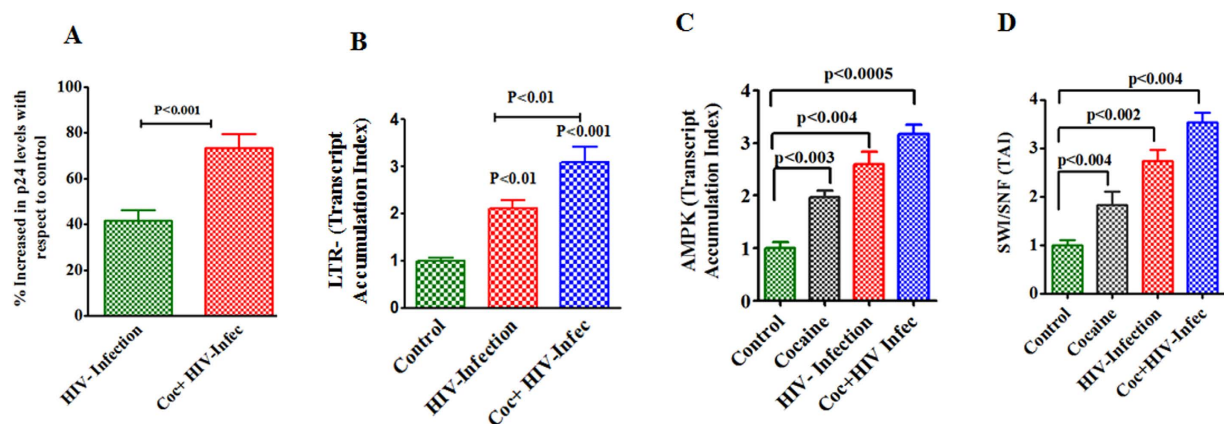 A
% Increased in p24 levels with
respect to control
100
80
60
40
20
0
P<0.001
HIV- Infection
Coc+ HIV-Infec
B
LTR- (Transcript
Accumulation Index)
4
3
2
1
0
P<0.01
P<0.001
P<0.01
Control
HIV-Infection
Coc+ HIV-Infec
C
AMPK (Transcript
Accumulation Index)
4
3
2
1
0
p<0.0005
p<0.004
p<0.003
Control
Cocaine
HIV- Infection
Coc+HIV Infec
D
SWI/SNF (TAI)
4
3
2
1
0
p<0.004
p<0.002
p<0.004
Control
Cocaine
HIV-Infection
Coc+HIV-Infec